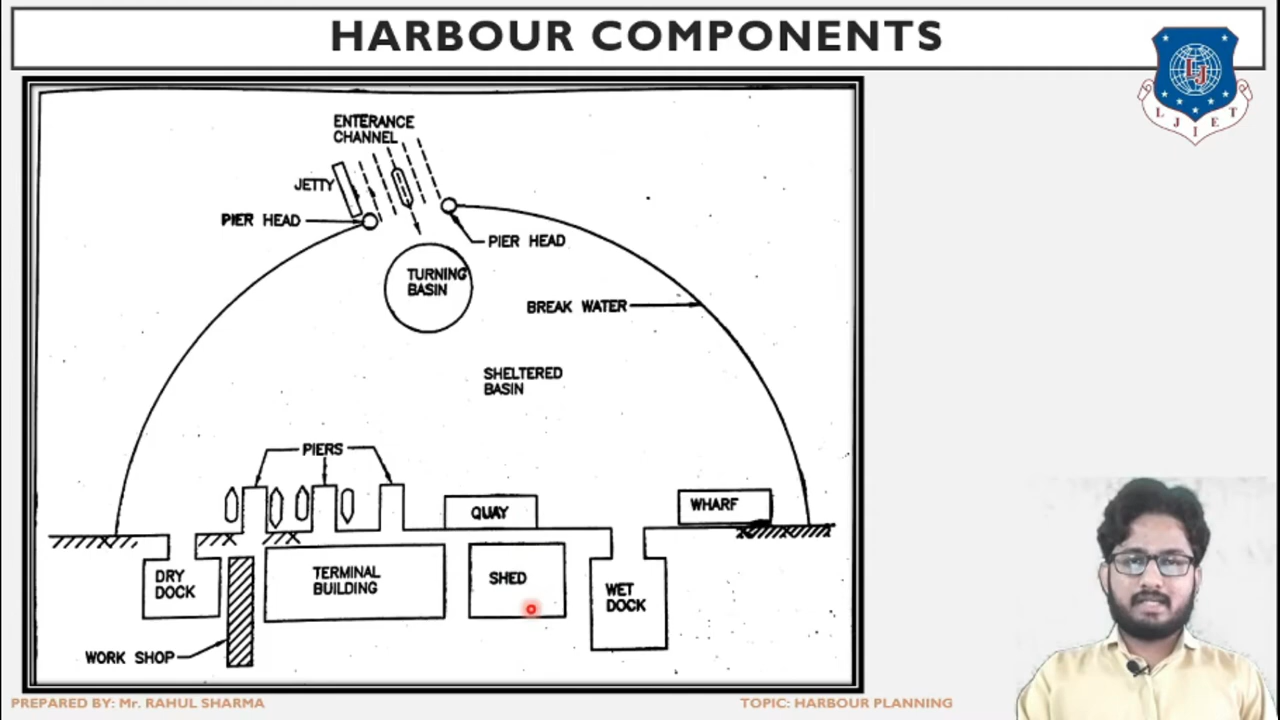 HARBOUR COMPONENTS
LJIET
ENTERANCE
CHANNEL
JETTY
PIER HEAD
PIER HEAD
TURNING
BASIN
BREAK WATER
SHELTERED
BASIN
PIERS
QUAY
WHARF
DRY
DOCK
TERMINAL
BUILDING
SHED
WET
DOCK
WORK SHOP
PREPARED BY: Mr. RAHUL SHARMA
TOPIC: HARBOUR PLANNING